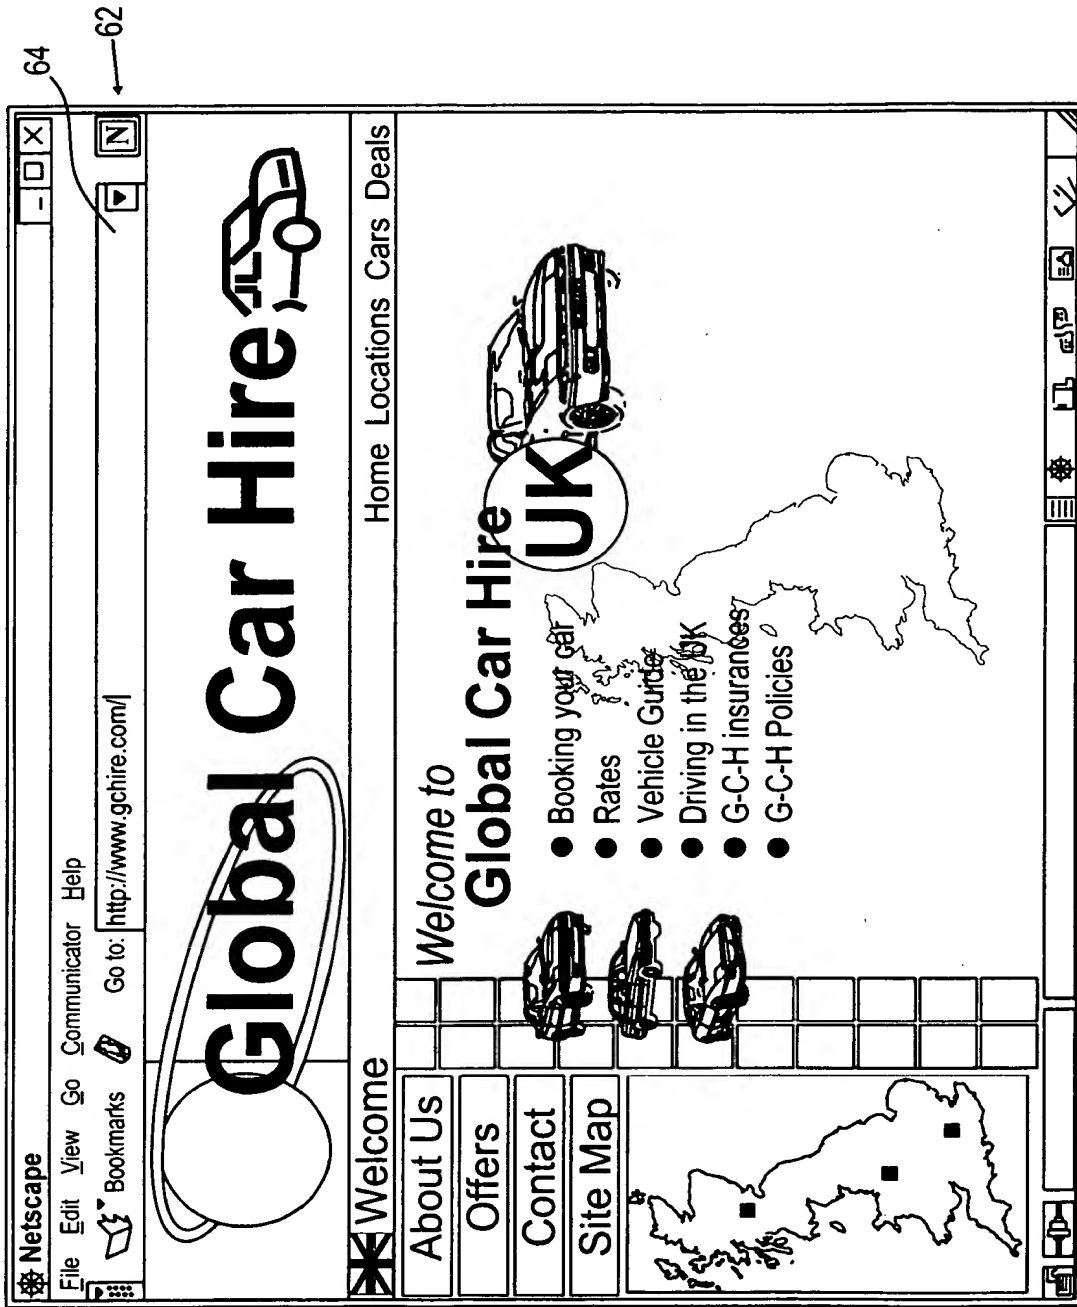 64
62
Netscape
File Edit View Go Communicator Help
Bookmarks Go to: http://www.gchire.com/
N
Global Car Hire
Welcome Home Locations Cars Deals
About Us
Offers
Contact
Site Map
Welcome to
Global Car Hire
UK
● Booking your car
● Rates
● Vehicle Guide
● Driving in the UK
● G-C-H insurances
● G-C-H Policies